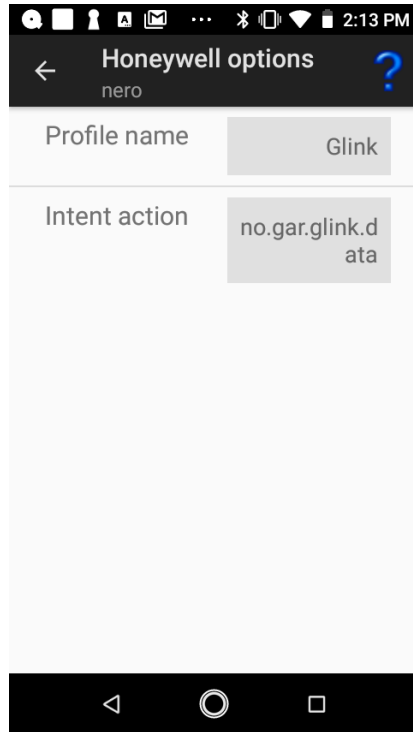 2:13 PM
Honeywell options
nero
Profile name
Glink
Intent action
no.gar.glink.d
ata